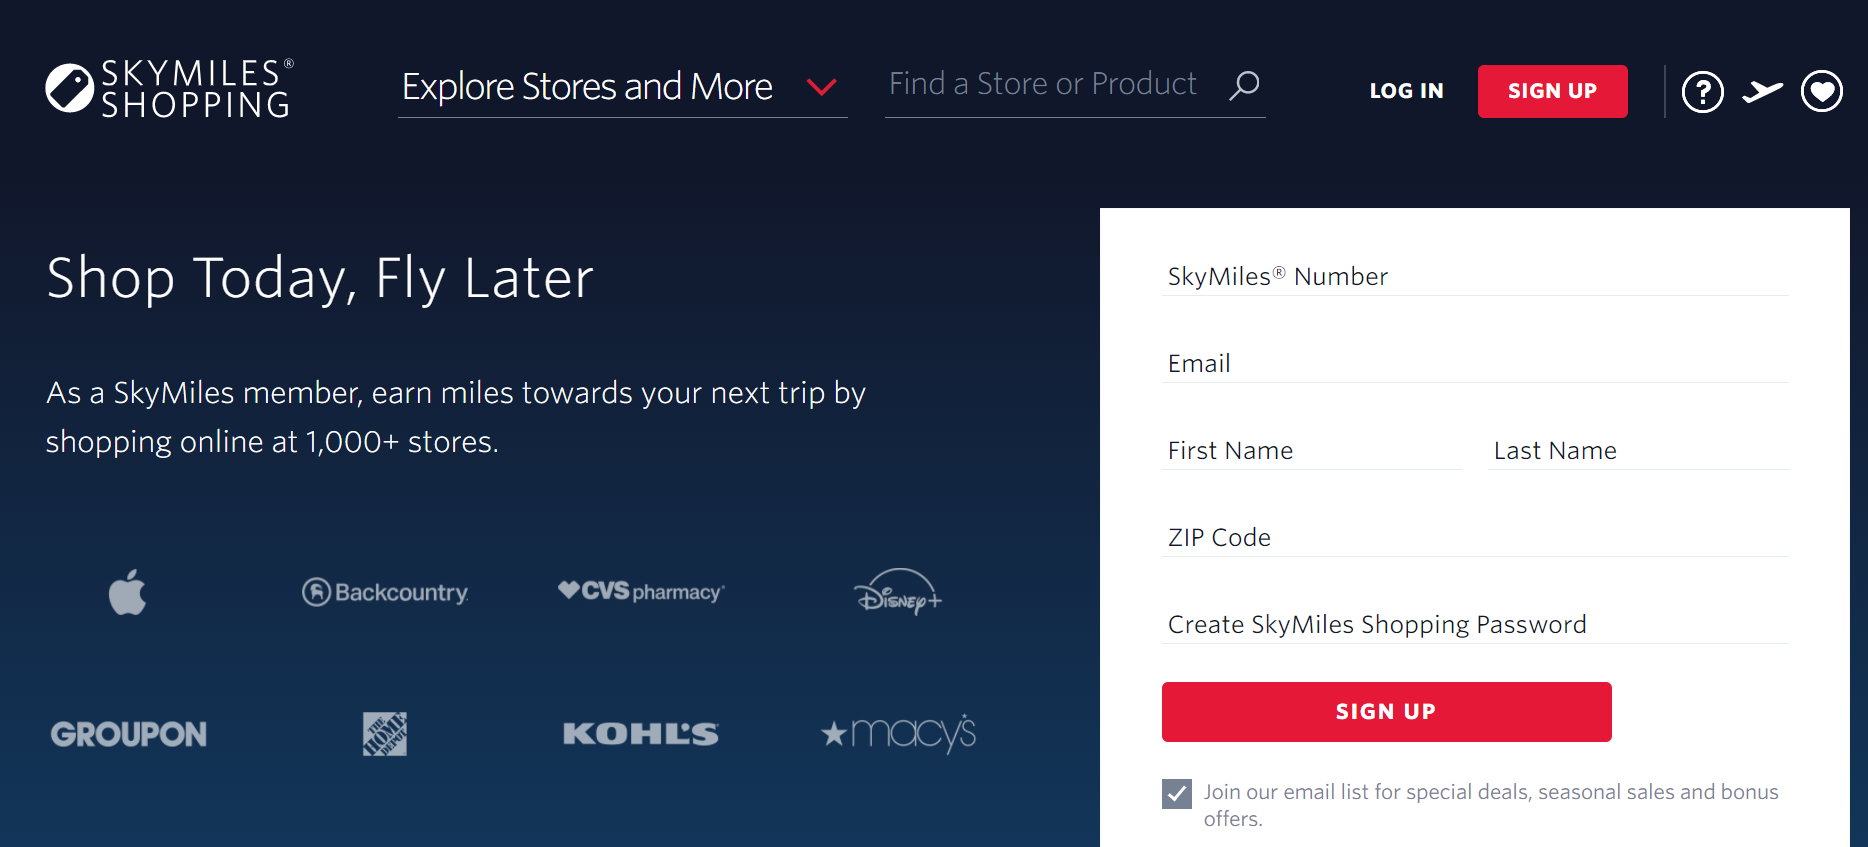 SKYMILES®
SHOPPING
Explore Stores and More
Find a Store or Product
LOG IN
SIGN UP
?
Shop Today, Fly Later
As a SkyMiles member, earn miles towards your next trip by
shopping online at 1,000+ stores.
Backcountry
CVS pharmacy®
Disney+
GROUPON
THE HOME DEPOT
KOHL'S
macy's
SkyMiles® Number
Email
First Name
Last Name
ZIP Code
Create SkyMiles Shopping Password
SIGN UP
Join our email list for special deals, seasonal sales and bonus
offers.